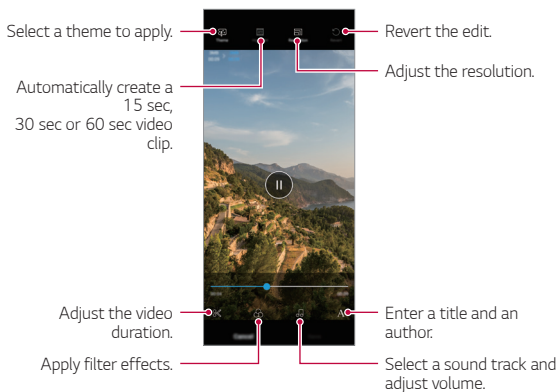 Select a theme to apply.
Revert the edit.
Adjust the resolution.
Automatically create a
15 sec,
30 sec or 60 sec video
clip.
Adjust the video
duration.
Enter a title and an
author.
Apply filter effects.
Select a sound track and
adjust volume.